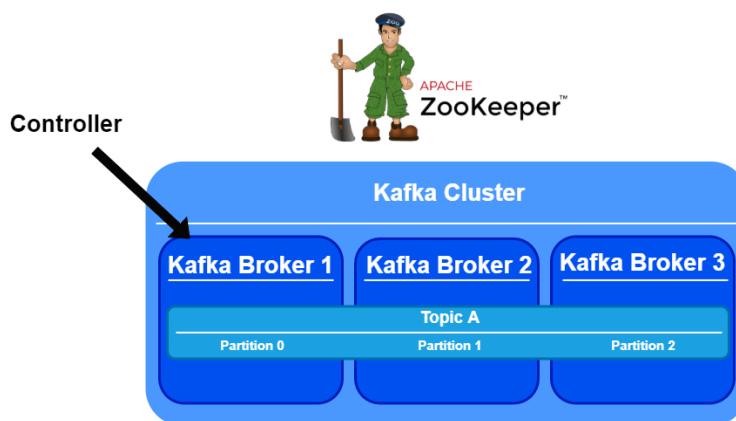 ZOO
APACHE
ZooKeeper™
Controller
Kafka Cluster
Kafka Broker 1
Kafka Broker 2
Kafka Broker 3
Topic A
Partition 0
Partition 1
Partition 2